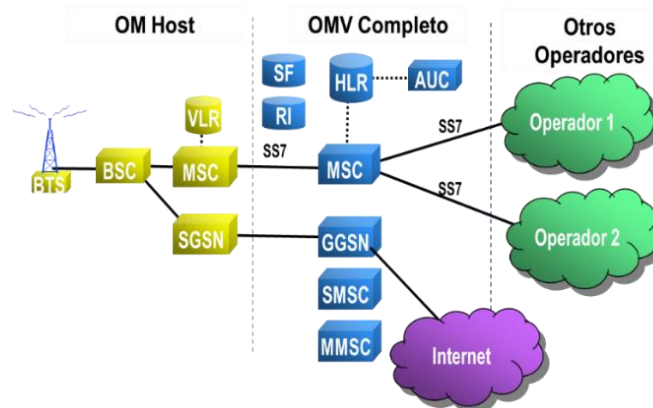 OM Host
OMV Completo
Otros
Operadores
SF
HLR
AUC
RI
VLR
SS7
Operador 1
BTS
BSC
MSC
SS7
MSC
SS7
Operador 2
SGSN
GGSN
SMSC
MMSC
Internet